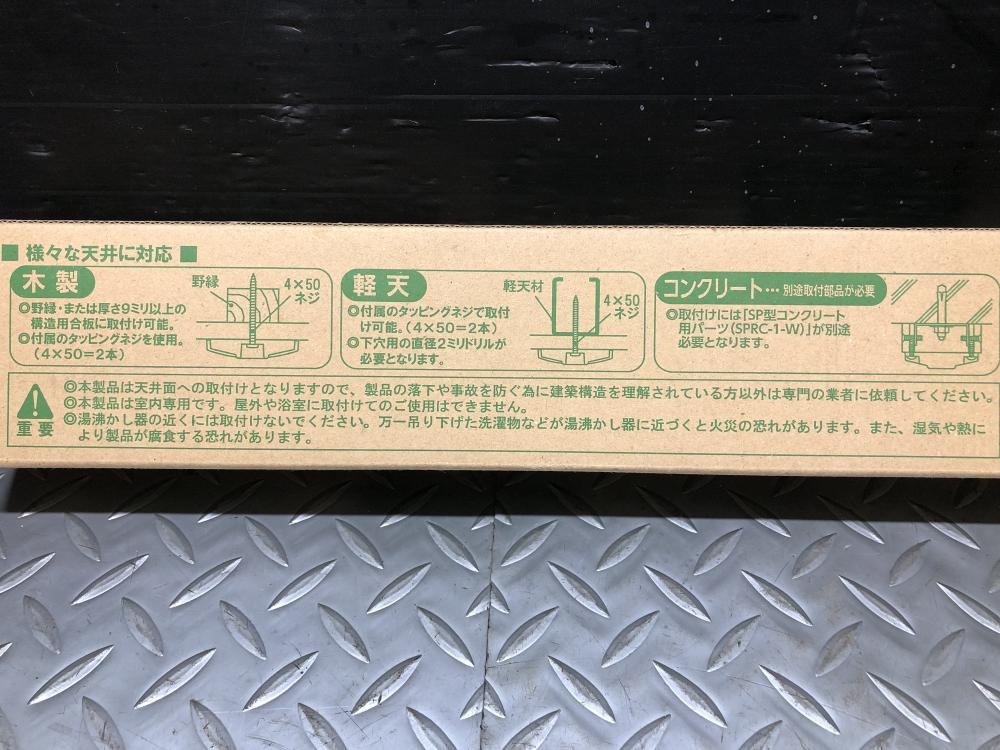 ■ 様々な天井に対応 ■
木製
◎野縁・または厚さ9ミリ以上の
構造用合板に取付け可能。
◎付属のタッピングネジを使用。
(4×50=2本)
野縁
4×50
ネジ
軽天
◎付属のタッピングネジで取付
け可能。(4×50=2本)
◎下穴用の直径2ミリドリルが
必要となります。
軽天材
4×50
ネジ
コンクリート…別途取付部品が必要
◎取付けには「SP型コンクリート
用パーツ(SPRC-1-W)」が別途
必要となります。
重要
◎本製品は天井面への取付けとなりますので、製品の落下や事故を防ぐ為に建築構造を理解されている方以外は専門の業者に依頼してください。
◎本製品は室内専用です。屋外や浴室に取付けてのご使用はできません。
◎湯沸かし器の近くには取付けないでください。万一吊り下げた洗濯物などが湯沸かし器に近づくと火災の恐れがあります。また、湿気や熱に
より製品が腐食する恐れがあります。